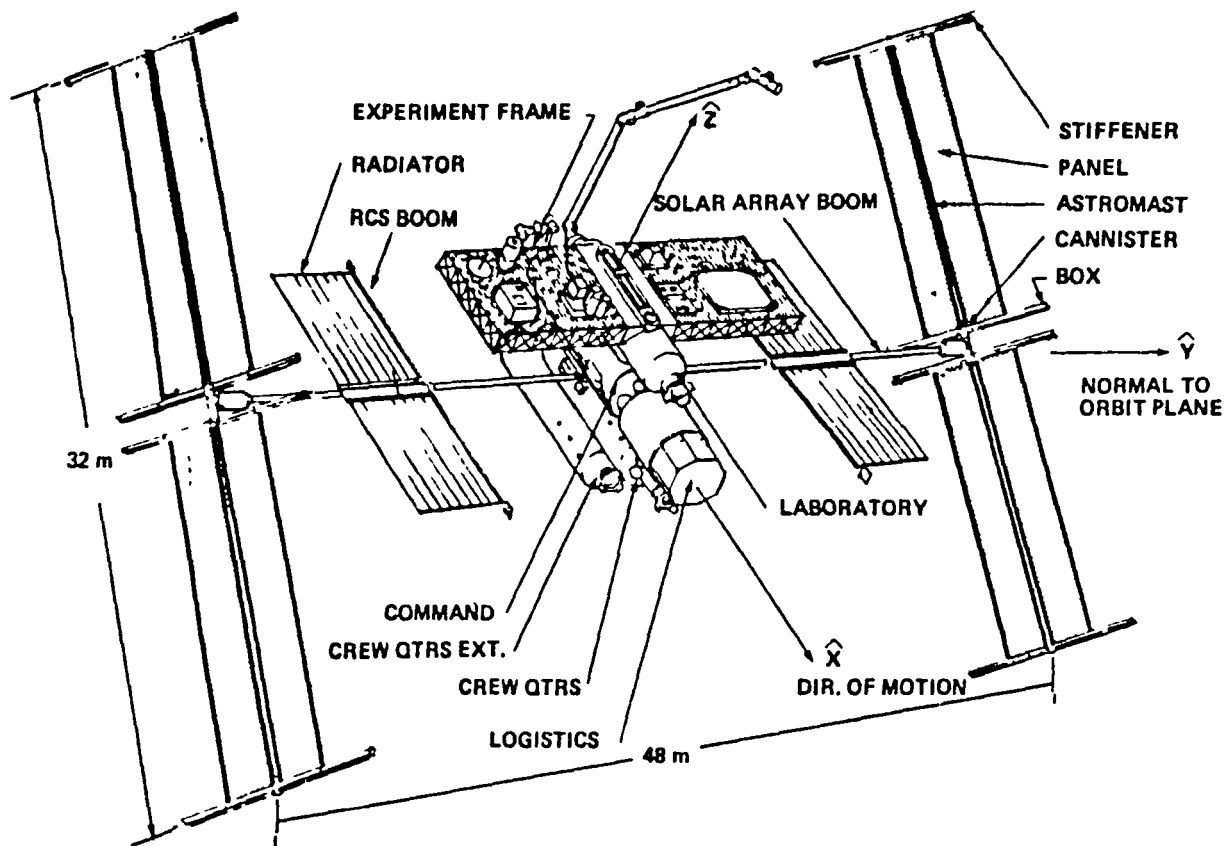 EXPERIMENT FRAME
RADIATOR
RCS BOOM
Ẑ
SOLAR ARRAY BOOM
STIFFENER
PANEL
ASTROMAST
CANNISTER
BOX
Ŷ
NORMAL TO
ORBIT PLANE
32 m
LABORATORY
COMMAND
CREW QTRS EXT.
CREW QTRS
LOGISTICS
X̂
DIR. OF MOTION
48 m